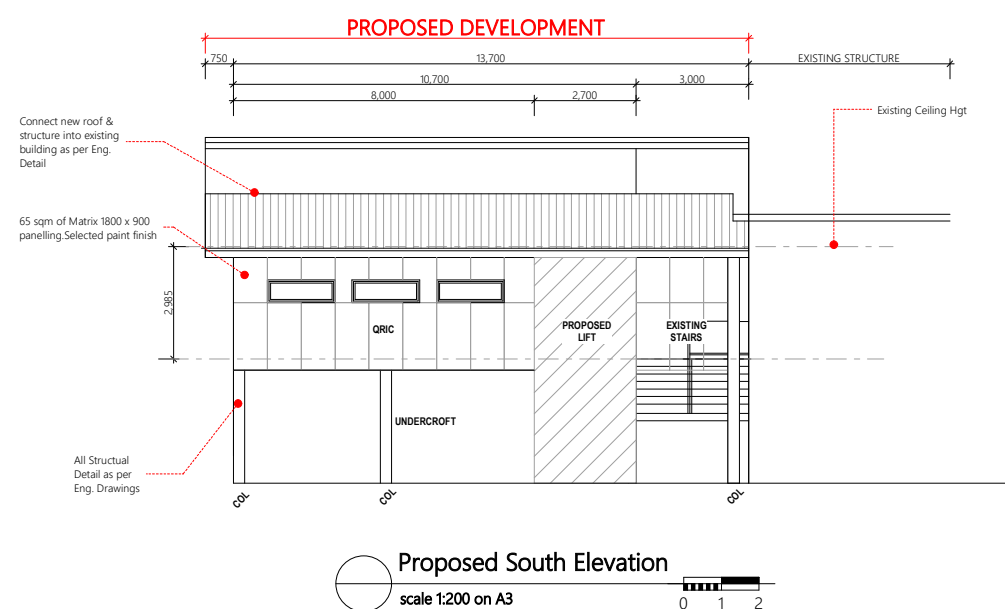 PROPOSED DEVELOPMENT
750
13,700
EXISTING STRUCTURE
10,700
3,000
8,000
2,700
Existing Ceiling Hgt
Connect new roof &
structure into existing
building as per Eng.
Detail
65 sqm of Matrix 1800 x 900
panelling.Selected paint finish
2,985
QRIC
PROPOSED
LIFT
EXISTING
STAIRS
UNDERCROFT
All Structual
Detail as per
Eng. Drawings
COL
COL
COL
Proposed South Elevation
scale 1:200 on A3
0 1 2